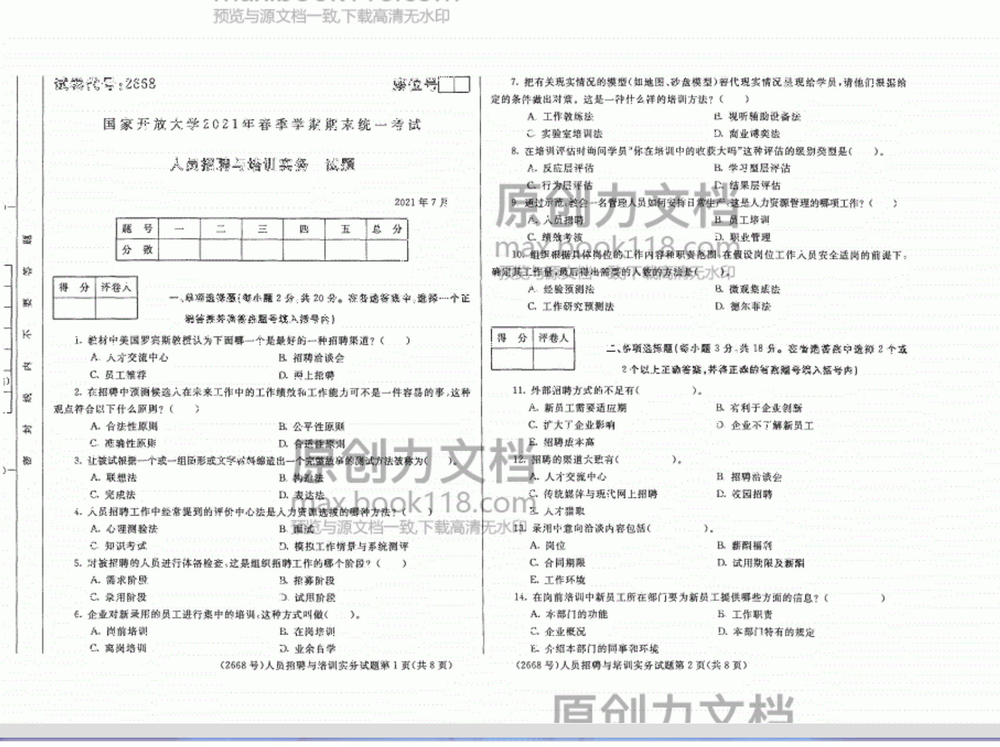 预览与源文档一致,下载高清无水印
试卷代号:2668
座位号
国家开放大学2021年春季学期期末统一考试
人员招聘与培训实务 试题
2021年7月
题 号 一 二 三 四 五 总 分
分 数
得 分 评卷人
一、单项选择题(每小题2分,共20分。在备选答案中,选择一个正
确答案并将答案题号填入括号内)
1. 教材中美国罗宾斯教授认为下面哪一个是最好的一种招聘渠道?( )
A. 人才交流中心 B. 招聘洽谈会
C. 员工推荐 D. 网上招聘
2. 在招聘中预测候选人在未来工作中的工作绩效和工作能力可不是一件容易的事,这种
观点符合以下什么原则?( )
A. 合法性原则 B. 公平性原则
C. 准确性原则 D. 合适性原则
3. 让被试根据一个或一组图形或文字材料编造出一个完整故事的测试方法被称为( )。
A. 联想法 B. 构造法
C. 完成法 D. 表达法
4. 人员招聘工作中经常提到的评价中心法是人力资源选拔的哪种方法?( )
A. 心理测验法 B. 面试
C. 知识考试 D. 模拟工作情景与系统测评
5. 对被招聘的人员进行体格检查,这是组织招聘工作的哪个阶段?( )
A. 需求阶段 B. 招募阶段
C. 录用阶段 D. 试用阶段
6. 企业对新录用的员工进行集中的培训,这种方式叫做( )。
A. 岗前培训 B. 在岗培训
C. 离岗培训 D. 业余自学
(2668号)人员招聘与培训实务试题第1页(共8页)
密 封 线 内 不 要 答 题
7. 把有关现实情况的模型(如地图、砂盘模型)替代现实情况呈现给学员,请他们根据给
定的条件做出对策。这是一种什么样的培训方法?( )
A. 工作教练法 B. 视听辅助设备法
C. 实验室培训法 D. 商业博奕法
8. 在培训评估时询问学员“你在培训中的收获大吗”这种评估的级别类型是( )。
A. 反应层评估 B. 学习型层评估
C. 行为层评估 D. 结果层评估
9. 通过示范,教会一名管理人员如何安排日常生产,这是人力资源管理的哪项工作?( )
A. 人员招聘 B. 员工培训
C. 绩效考核 D. 职业管理
10. 组织根据具体岗位的工作内容和职责范围,在假设岗位工作人员安全适岗的前提下,
确定其工作量,最后得出需要的人数的方法是( )。
A. 经验预测法 B. 微观集成法
C. 工作研究预测法 D. 德尔菲法
得 分 评卷人
二、多项选择题(每小题3分,共18分。在备选答案中选择2个或
2个以上正确答案,并将正确的答案题号填入括号内)
11. 外部招聘方式的不足有( )。
A. 新员工需要适应期 B. 有利于企业创新
C. 扩大了企业影响 D. 企业不了解新员工
E. 招聘成本高
12. 招聘的渠道大致有( )。
A. 人才交流中心 B. 招聘洽谈会
C. 传统媒体与现代网上招聘 D. 校园招聘
E. 人才猎取
13. 录用中意向洽谈内容包括( )。
A. 岗位 B. 薪酬福利
C. 合同期限 D. 试用期限及薪酬
E. 工作环境
14. 在岗前培训中新员工所在部门要为新员工提供哪些方面的信息?( )
A. 本部门的功能 B. 工作职责
C. 企业概况 D. 本部门特有的规定
E. 介绍本部门的同事和环境
(2668号)人员招聘与培训实务试题第2页(共8页)
原创力文档
max.book118.com
预览与源文档一致,下载高清无水印
原创力文档
max.book118.com
预览与源文档一致,下载高清无水印
原创力文档